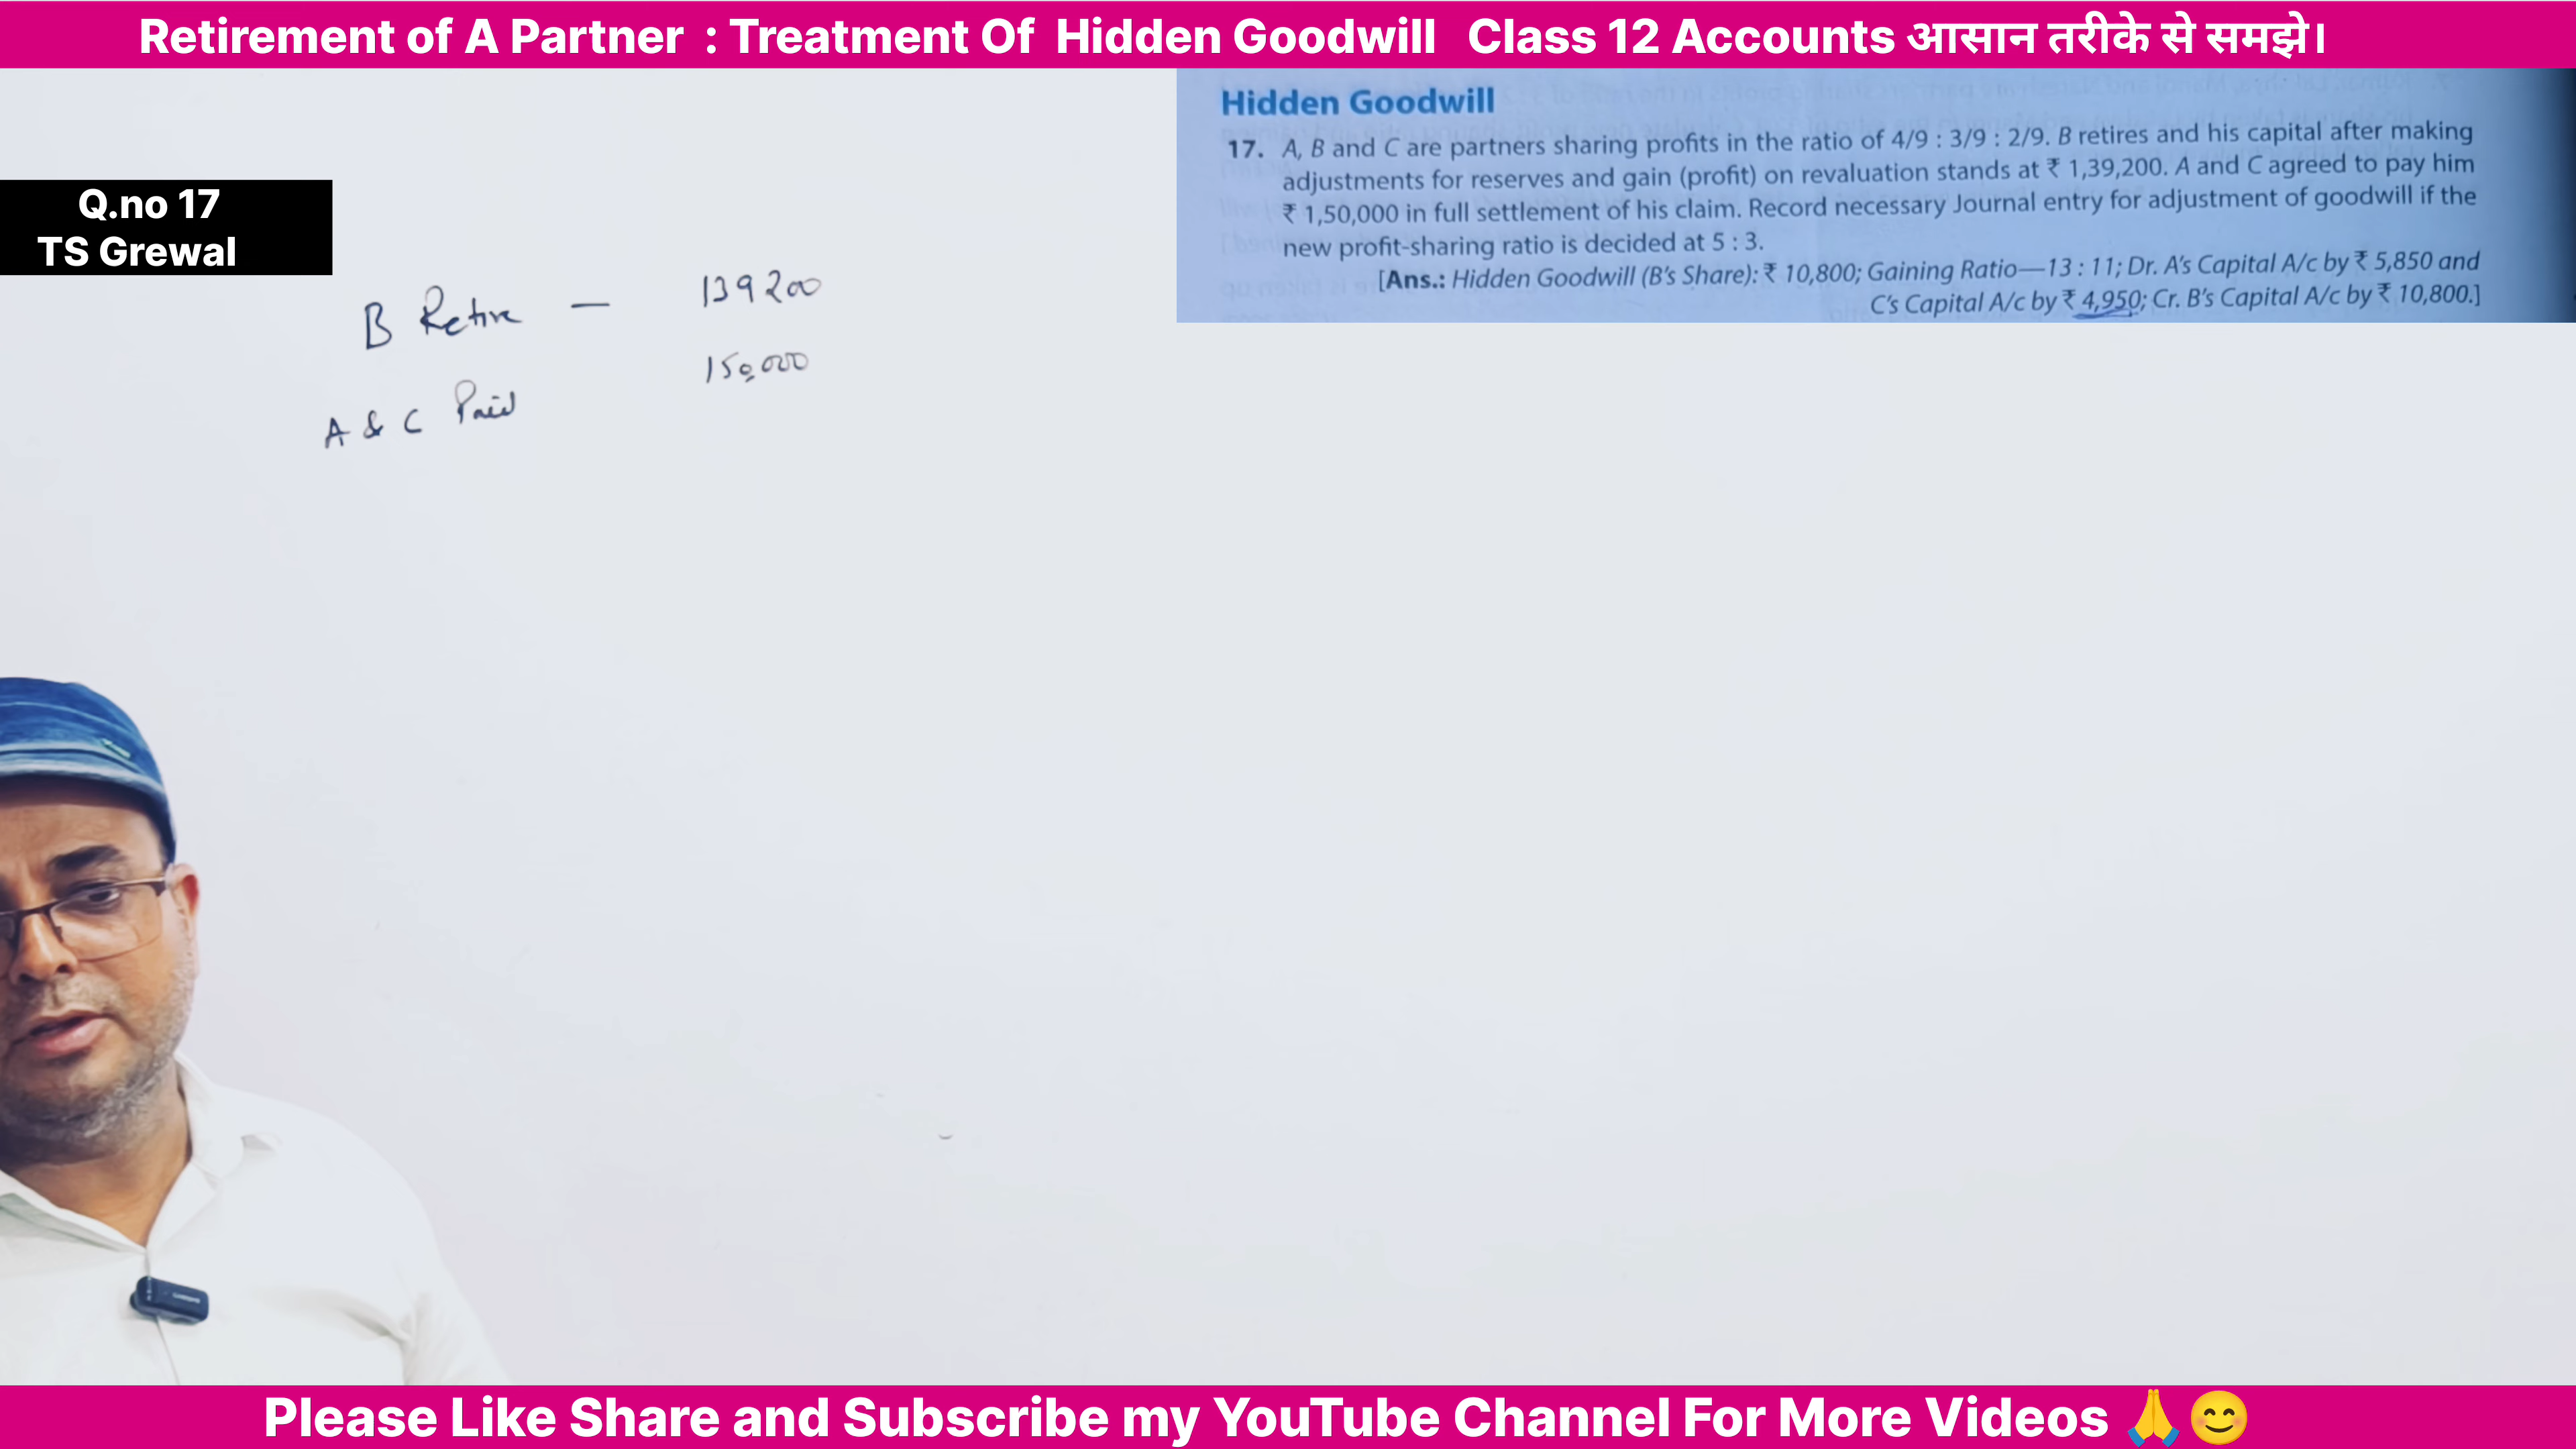 Retirement of A Partner : Treatment Of Hidden Goodwill Class 12 Accounts आसान तरीके से समझे।
Hidden Goodwill
17. A, B and C are partners sharing profits in the ratio of 4/9 : 3/9 : 2/9. B retires and his capital after making
adjustments for reserves and gain (profit) on revaluation stands at ₹ 1,39,200. A and C agreed to pay him
₹ 1,50,000 in full settlement of his claim. Record necessary Journal entry for adjustment of goodwill if the
new profit-sharing ratio is decided at 5 : 3.
[Ans.: Hidden Goodwill (B's Share): ₹ 10,800; Gaining Ratio—13 : 11; Dr. A's Capital A/c by ₹ 5,850 and
C's Capital A/c by ₹ 4,950; Cr. B's Capital A/c by ₹ 10,800.]
Q.no 17
TS Grewal
B Retire — 139200
A & C Paid 150,000
Please Like Share and Subscribe my YouTube Channel For More Videos 🙏😊